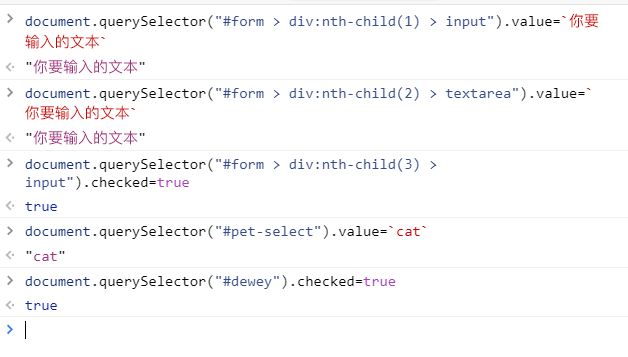 document.querySelector("#form > div:nth-child(1) > input").value=`你要
输入的文本`
"你要输入的文本"
document.querySelector("#form > div:nth-child(2) > textarea").value=`
你要输入的文本`
"你要输入的文本"
document.querySelector("#form > div:nth-child(3) >
input").checked=true
true
document.querySelector("#pet-select").value=`cat`
"cat"
document.querySelector("#dewey").checked=true
true